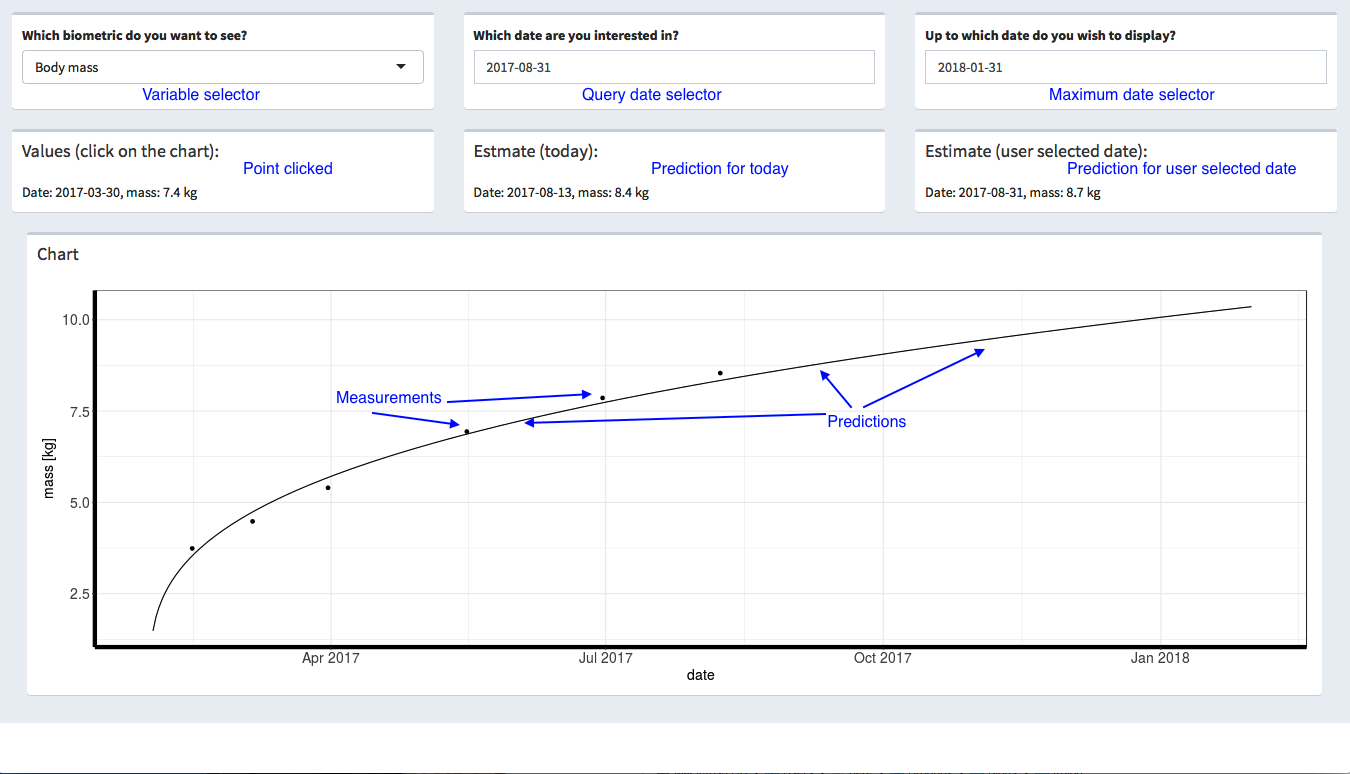 Which biometric do you want to see?
Which date are you interested in?
Up to which date do you wish to display?
Body mass
2017-08-31
2018-01-31
Variable selector
Query date selector
Maximum date selector
Values (click on the chart):
Estmate (today):
Estimate (user selected date):
Point clicked
Prediction for today
Prediction for user selected date
Date: 2017-03-30, mass: 7.4 kg
Date: 2017-08-13, mass: 8.4 kg
Date: 2017-08-31, mass: 8.7 kg
Chart
10.0
Measurements
7.5
Predictions
mass [kg]
5.0
2.5
Apr 2017
Jul 2017
Oct 2017
Jan 2018
date